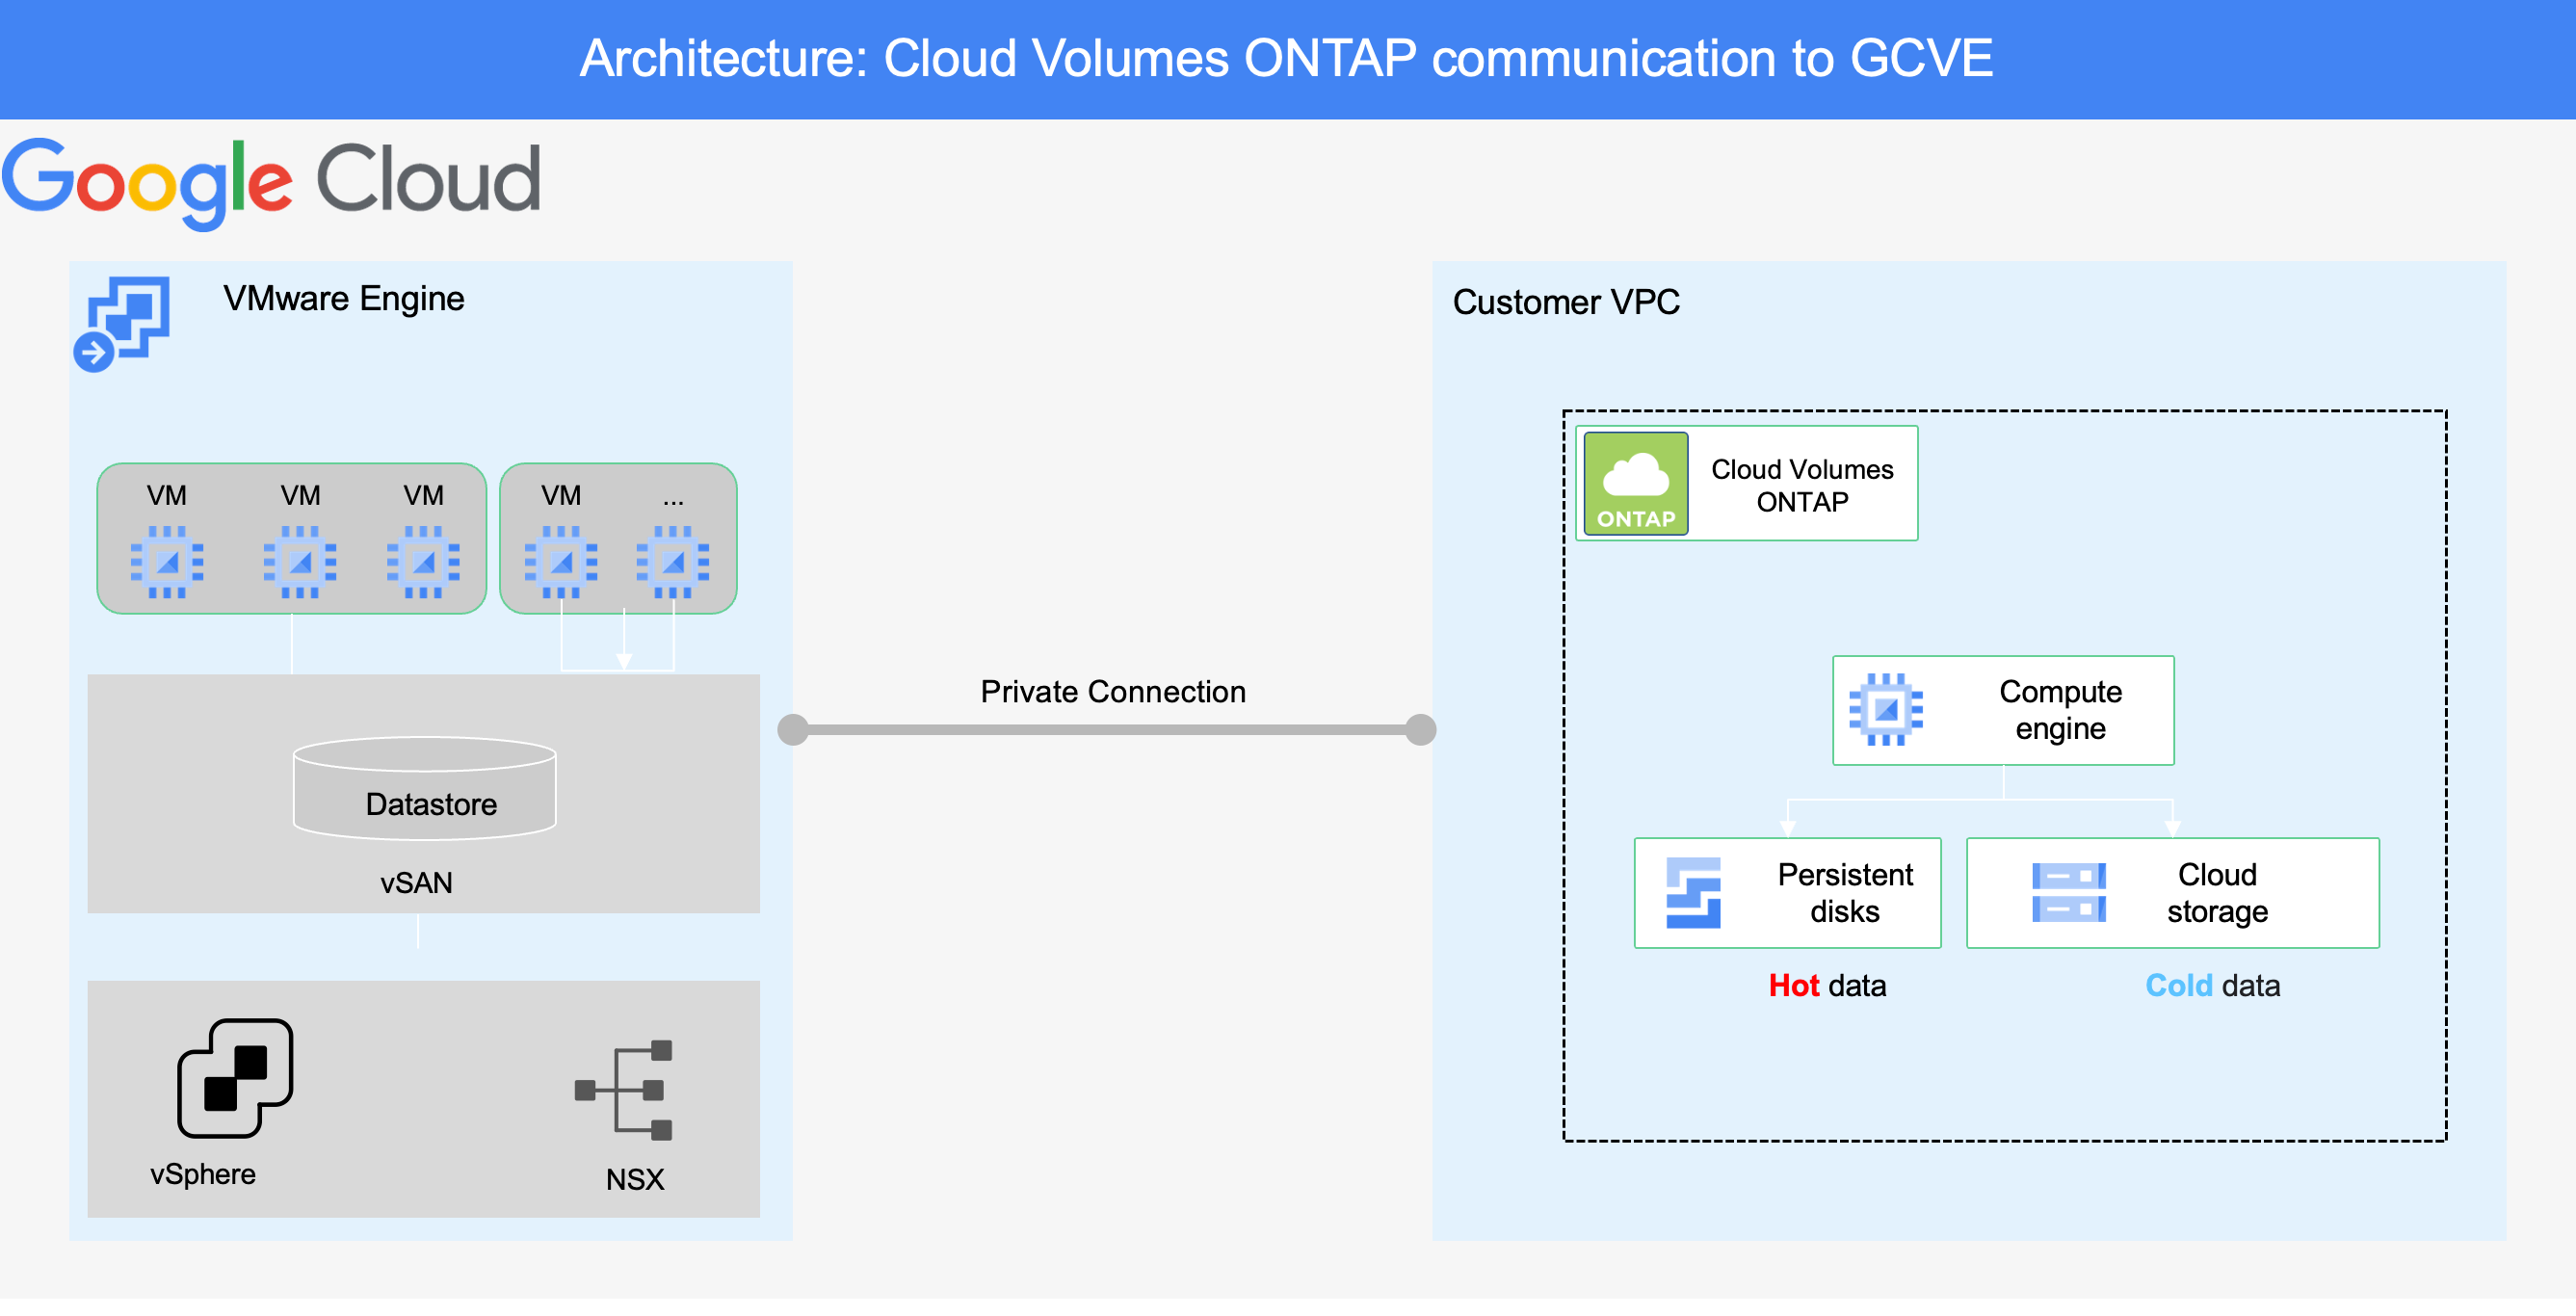 Architecture: Cloud Volumes ONTAP communication to GCVE
Google Cloud
VMware Engine
VM VM VM VM ...
Datastore
vSAN
vSphere
NSX
Private Connection
Customer VPC
ONTAP
Cloud Volumes
ONTAP
Compute
engine
Persistent
disks
Hot data
Cloud
storage
Cold data